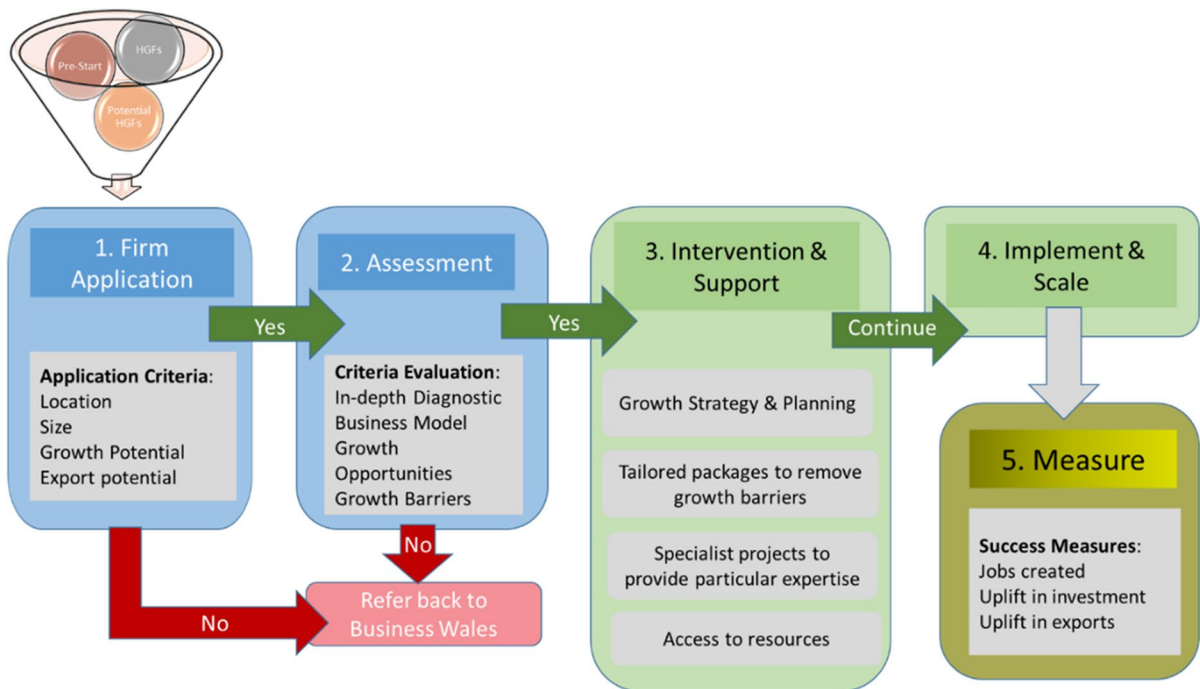 HGFs
Pre-Start
Potential
HGFs
1. Firm
Application
Application Criteria:
Location
Size
Growth Potential
Export potential
Yes
No
2. Assessment
Criteria Evaluation:
In-depth Diagnostic
Business Model
Growth
Opportunities
Growth Barriers
Yes
No
Refer back to
Business Wales
3. Intervention &
Support
Growth Strategy & Planning
Tailored packages to remove
growth barriers
Specialist projects to
provide particular expertise
Access to resources
Continue
4. Implement &
Scale
5. Measure
Success Measures:
Jobs created
Uplift in investment
Uplift in exports